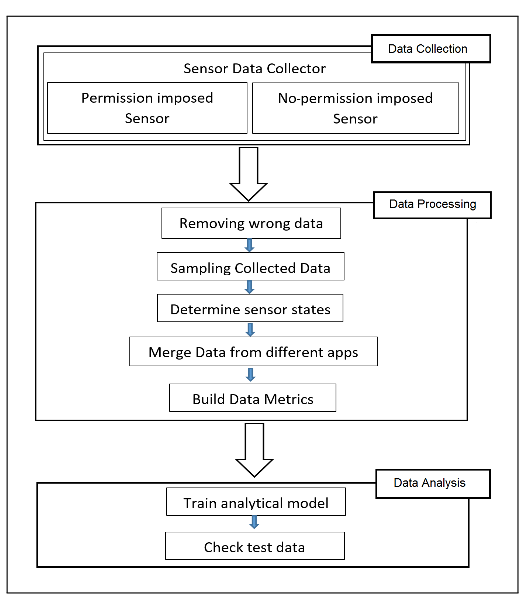 Data Collection
Sensor Data Collector
Permission imposed
Sensor
No-permission imposed
Sensor
Data Processing
Removing wrong data
Sampling Collected Data
Determine sensor states
Merge Data from different apps
Build Data Metrics
Data Analysis
Train analytical model
Check test data